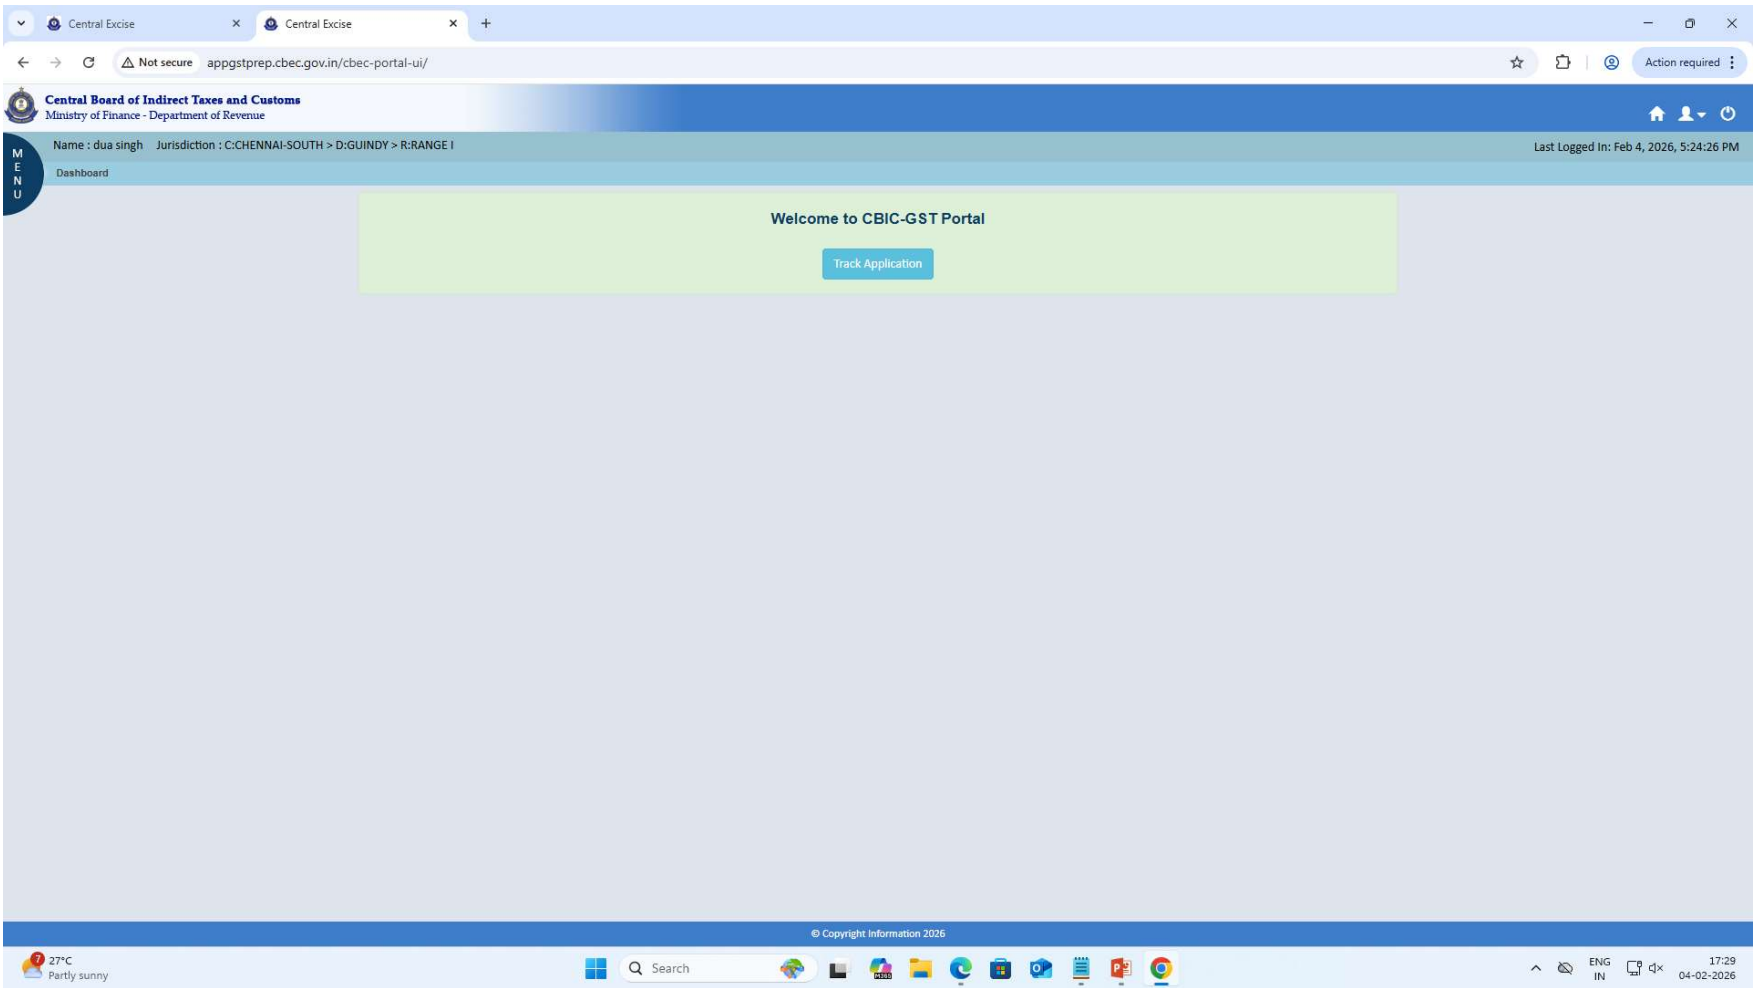 Central Excise
Central Excise
Not secure appgstprep.cbec.gov.in/cbec-portal-ui/
Action required
Central Board of Indirect Taxes and Customs
Ministry of Finance - Department of Revenue
MENU
Name : dua singh Jurisdiction : C:CHENNAI-SOUTH > D:GUINDY > R:RANGE I
Last Logged In: Feb 4, 2026, 5:24:26 PM
Dashboard
Welcome to CBIC-GST Portal
Track Application
© Copyright Information 2026
7
27°C
Partly sunny
Search
M365
ENG
IN
17:29
04-02-2026